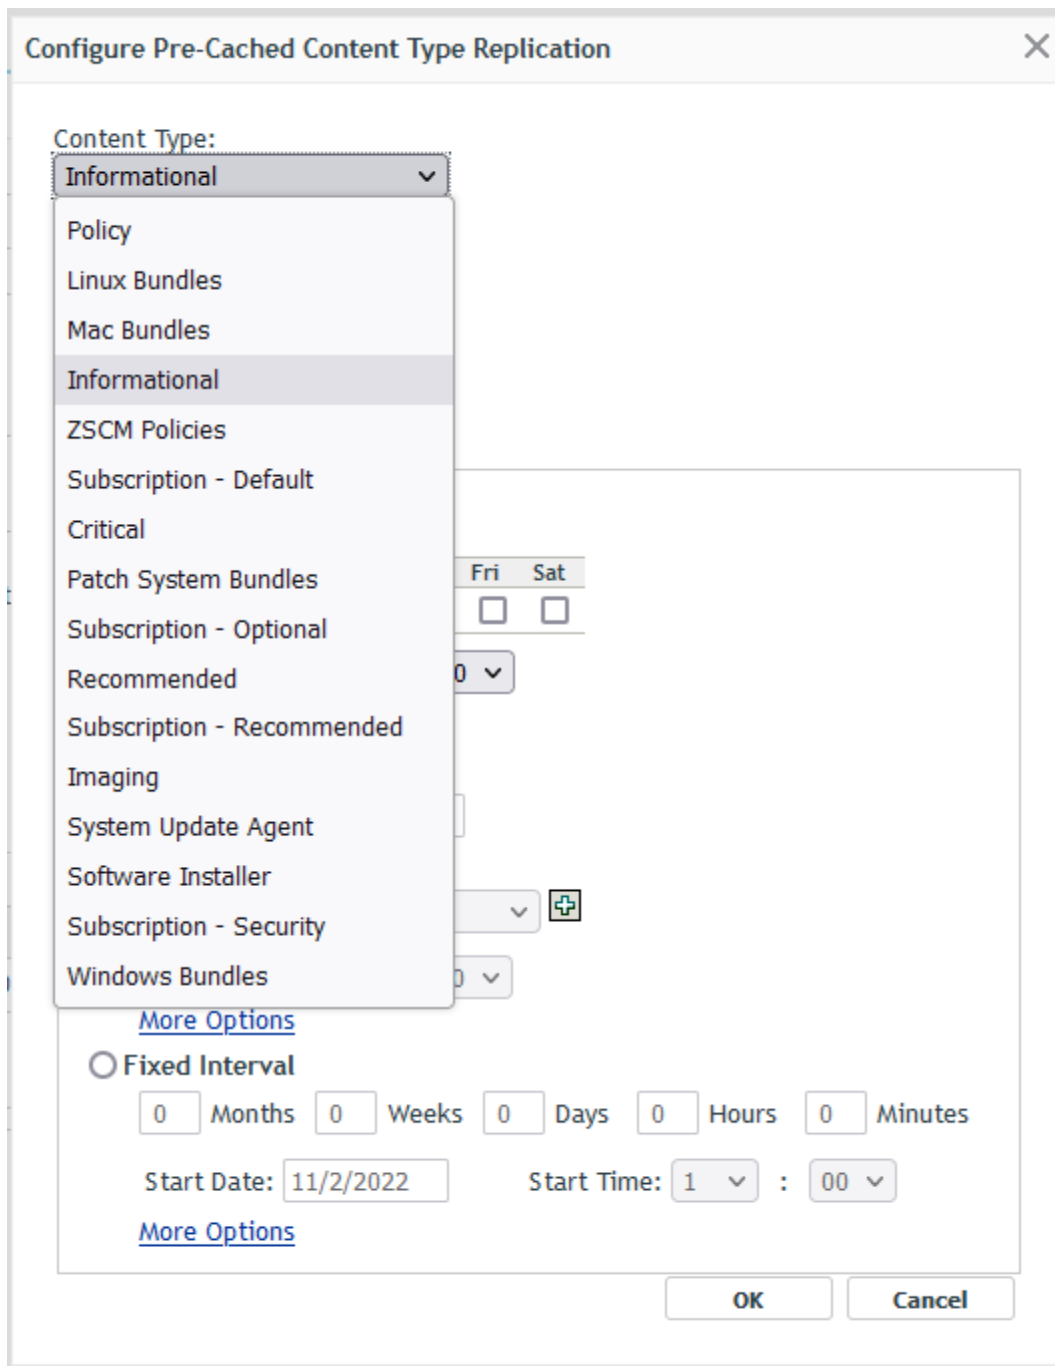 Configure Pre-Cached Content Type Replication
Content Type:
Informational
Policy
Linux Bundles
Mac Bundles
Informational
ZSCM Policies
Subscription - Default
Critical
Patch System Bundles
Fri Sat
Subscription - Optional
Recommended
0
Subscription - Recommended
Imaging
System Update Agent
Software Installer
Subscription - Security
Windows Bundles
More Options
Fixed Interval
0 Months 0 Weeks 0 Days 0 Hours 0 Minutes
Start Date: 11/2/2022 Start Time: 1 : 00
More Options
OK Cancel